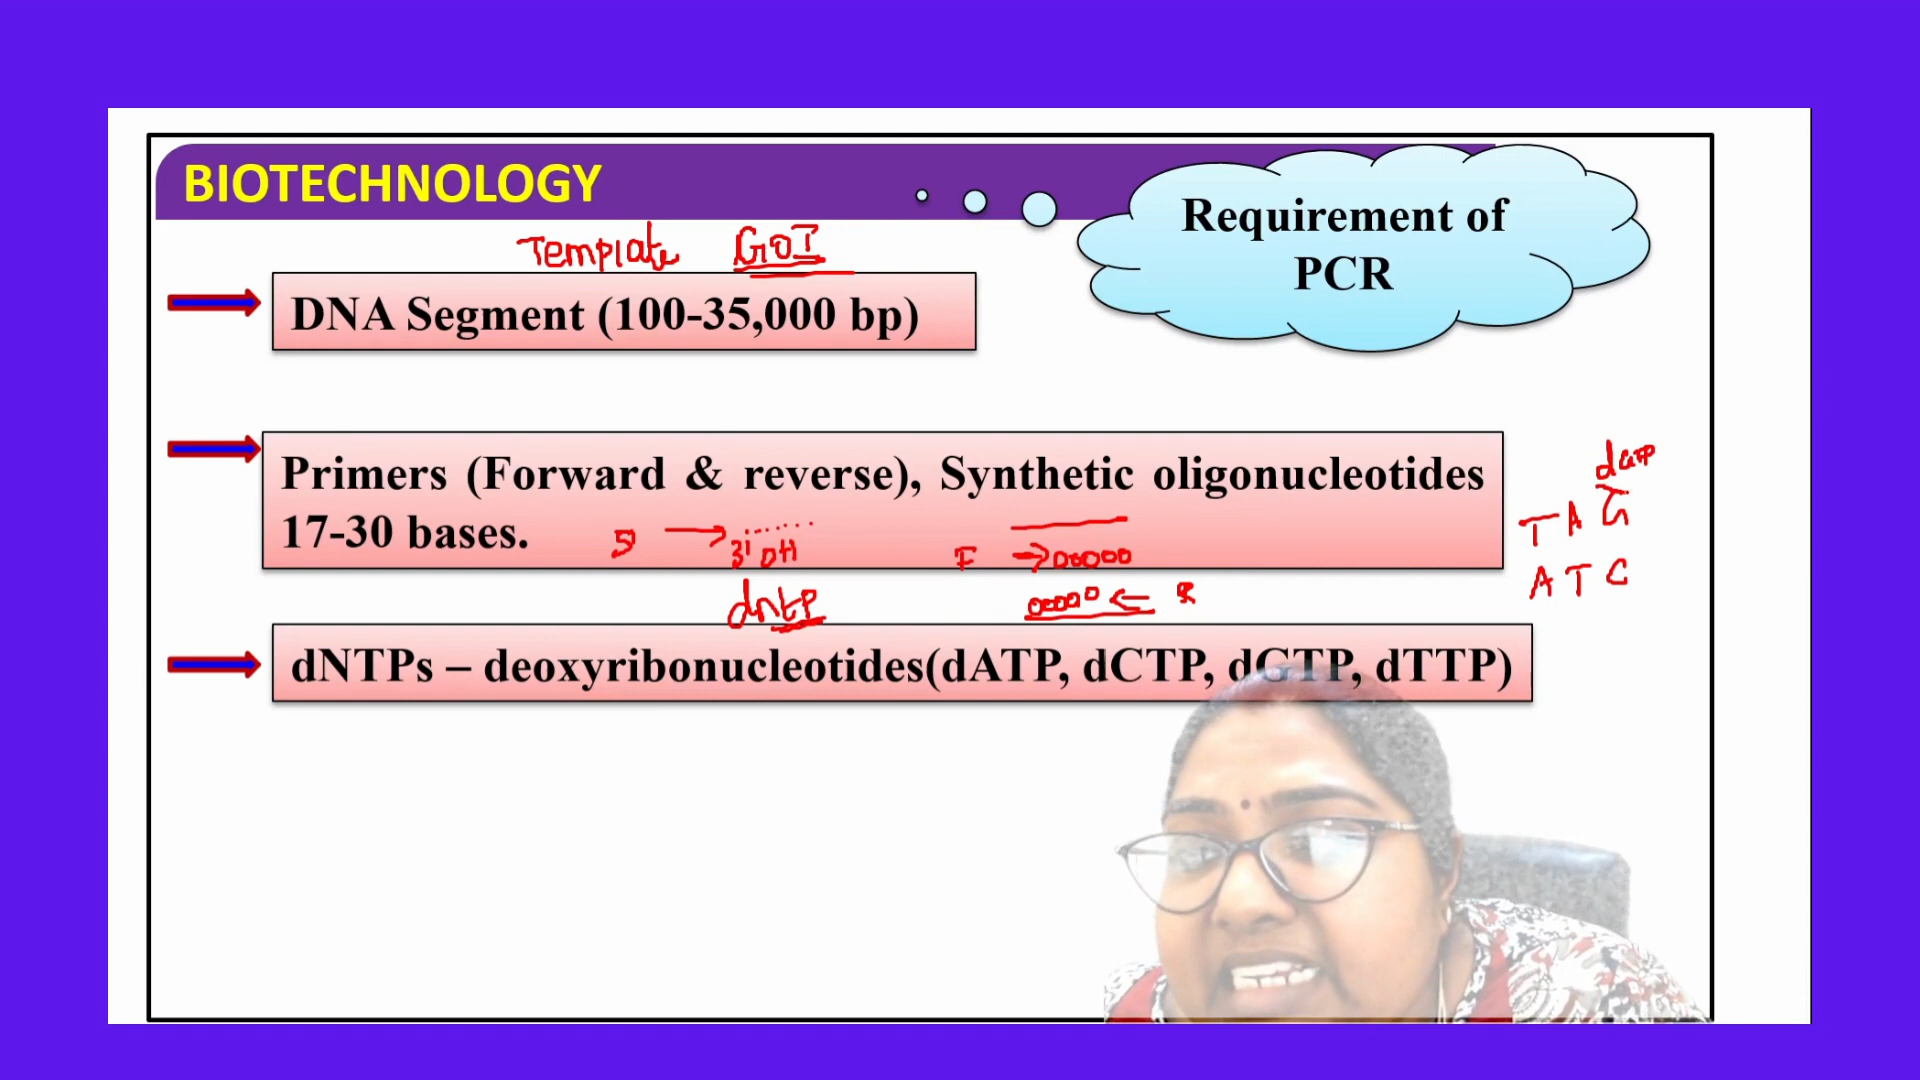 BIOTECHNOLOGY
Requirement of
PCR
Template GOI
DNA Segment (100-35,000 bp)
Primers (Forward & reverse), Synthetic oligonucleotides
17-30 bases.
5' 3' OH
F
R
dGTP
T A G
A T C
dNTP
dNTPs – deoxyribonucleotides(dATP, dCTP, dGTP, dTTP)